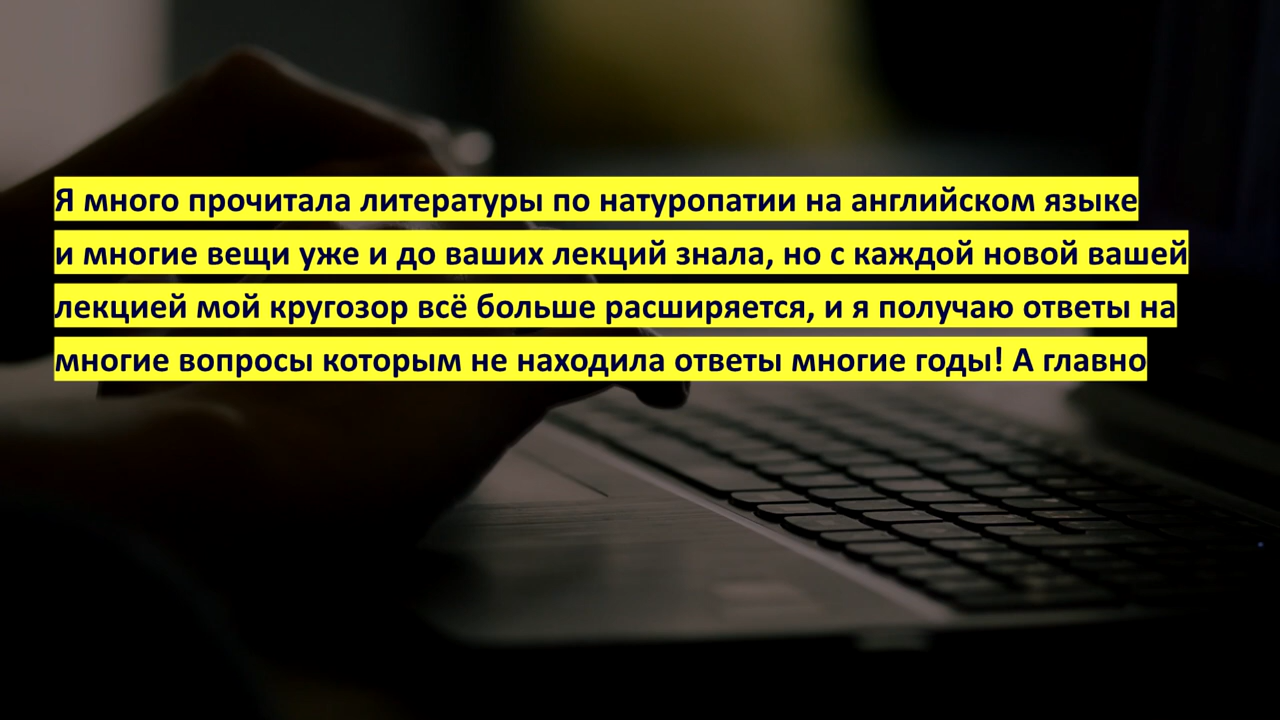 Я много прочитала литературы по натуропатии на английском языке
и многие вещи уже и до ваших лекций знала, но с каждой новой вашей
лекцией мой кругозор всё больше расширяется, и я получаю ответы на
многие вопросы которым не находила ответы многие годы! А главно